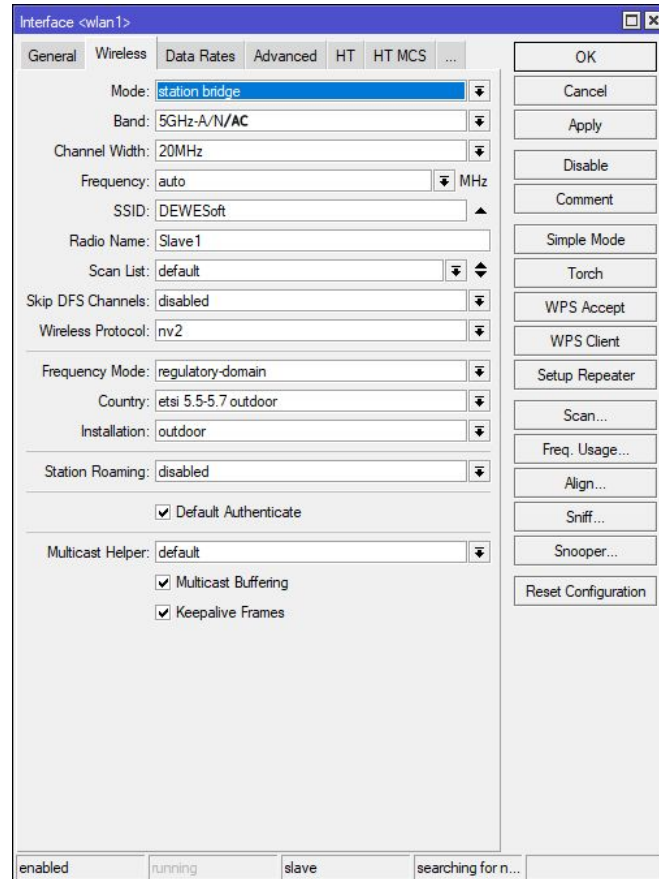 Interface <wlan1>
General Wireless Data Rates Advanced HT HT MCS ...
Mode: station bridge
Band: 5GHz-A/N/AC
Channel Width: 20MHz
Frequency: auto MHz
SSID: DEWESoft
Radio Name: Slave1
Scan List: default
Skip DFS Channels: disabled
Wireless Protocol: nv2
Frequency Mode: regulatory-domain
Country: etsi 5.5-5.7 outdoor
Installation: outdoor
Station Roaming: disabled
Default Authenticate
Multicast Helper: default
Multicast Buffering
Keepalive Frames
OK
Cancel
Apply
Disable
Comment
Simple Mode
Torch
WPS Accept
WPS Client
Setup Repeater
Scan...
Freq. Usage...
Align...
Sniff...
Snooper...
Reset Configuration
enabled running slave searching for n...